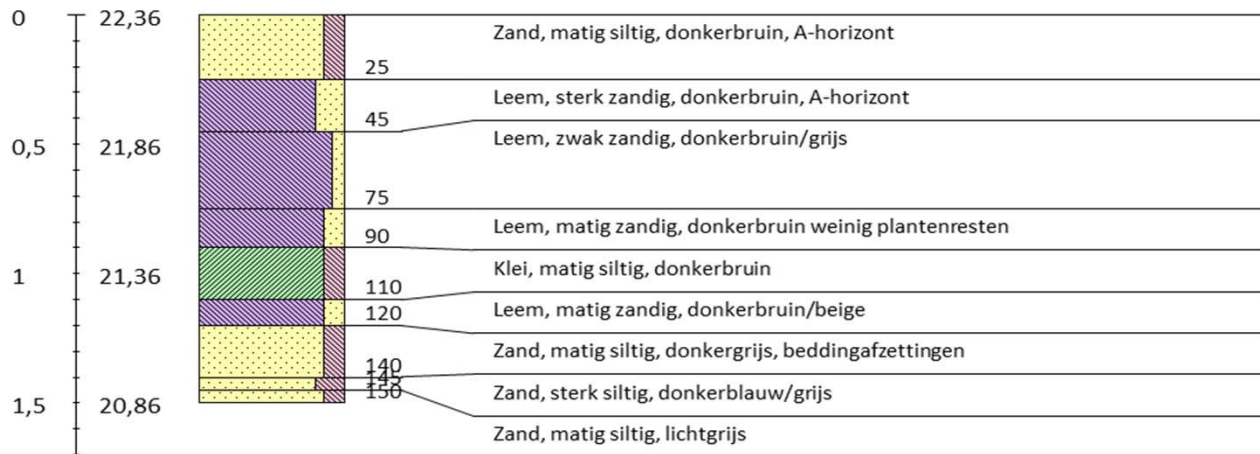 0 22,36 Zand, matig siltig, donkerbruin, A-horizont
25
Leem, sterk zandig, donkerbruin, A-horizont
45
0,5 21,86 Leem, zwak zandig, donkerbruin/grijs
75
Leem, matig zandig, donkerbruin weinig plantenresten
90
1 21,36 Klei, matig siltig, donkerbruin
110
Leem, matig zandig, donkerbruin/beige
120
Zand, matig siltig, donkergrijs, beddingafzettingen
140
145
Zand, sterk siltig, donkerblauw/grijs
150
1,5 20,86
Zand, matig siltig, lichtgrijs